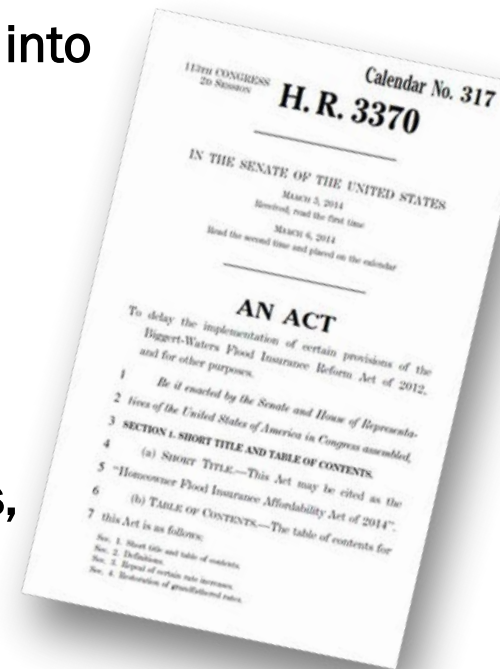 into
113TH CONGRESS
2D SESSION
Calendar No. 317
H. R. 3370
IN THE SENATE OF THE UNITED STATES
MARCH 5, 2014
Received; read the first time
MARCH 6, 2014
Read the second time and placed on the calendar
AN ACT
To delay the implementation of certain provisions of the
Biggert-Waters Flood Insurance Reform Act of 2012,
and for other purposes.
1 Be it enacted by the Senate and House of Representa-
2 tives of the United States of America in Congress assembled,
3 SECTION 1. SHORT TITLE AND TABLE OF CONTENTS.
4 (a) SHORT TITLE.—This Act may be cited as the
5 “Homeowner Flood Insurance Affordability Act of 2014”.
6 (b) TABLE OF CONTENTS.—The table of contents for
7 this Act is as follows:
Sec. 1. Short title and table of contents.
Sec. 2. Definitions.
Sec. 3. Repeal of certain rate increases.
Sec. 4. Restoration of grandfathered rates.
s,